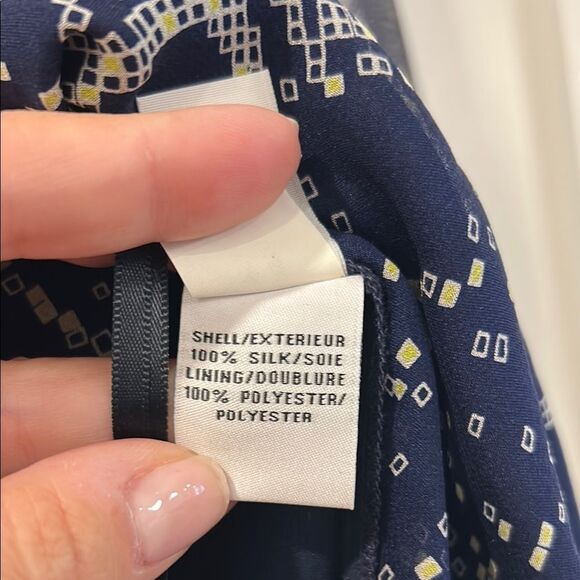 SHELL/EXTERIEUR
100% SILK/SOIE
LINING/DOUBLURE
100% POLYESTER/
POLYESTER